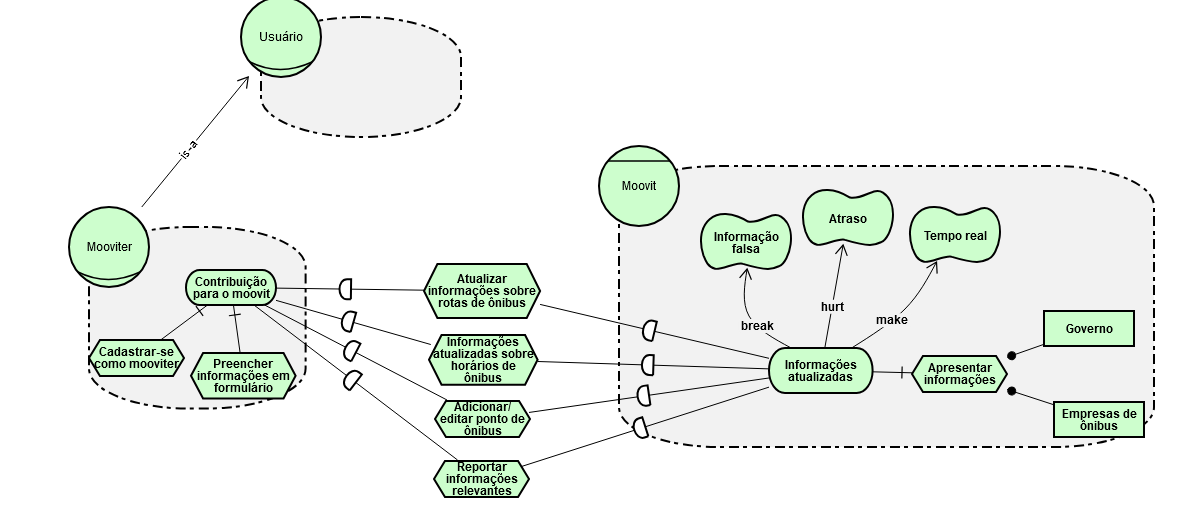 Usuário
is-a
Mooviter
Contribuição
para o moovit
Cadastrar-se
como mooviter
Preencher
informações em
formulário
Atualizar
informações sobre
rotas de ônibus
Informações
atualizadas sobre
horários de
ônibus
Adicionar/
editar ponto de
ônibus
Reportar
informações
relevantes
Moovit
Informação
falsa
Atraso
Tempo real
break
hurt
make
Informações
atualizadas
Apresentar
informações
Governo
Empresas de
ônibus